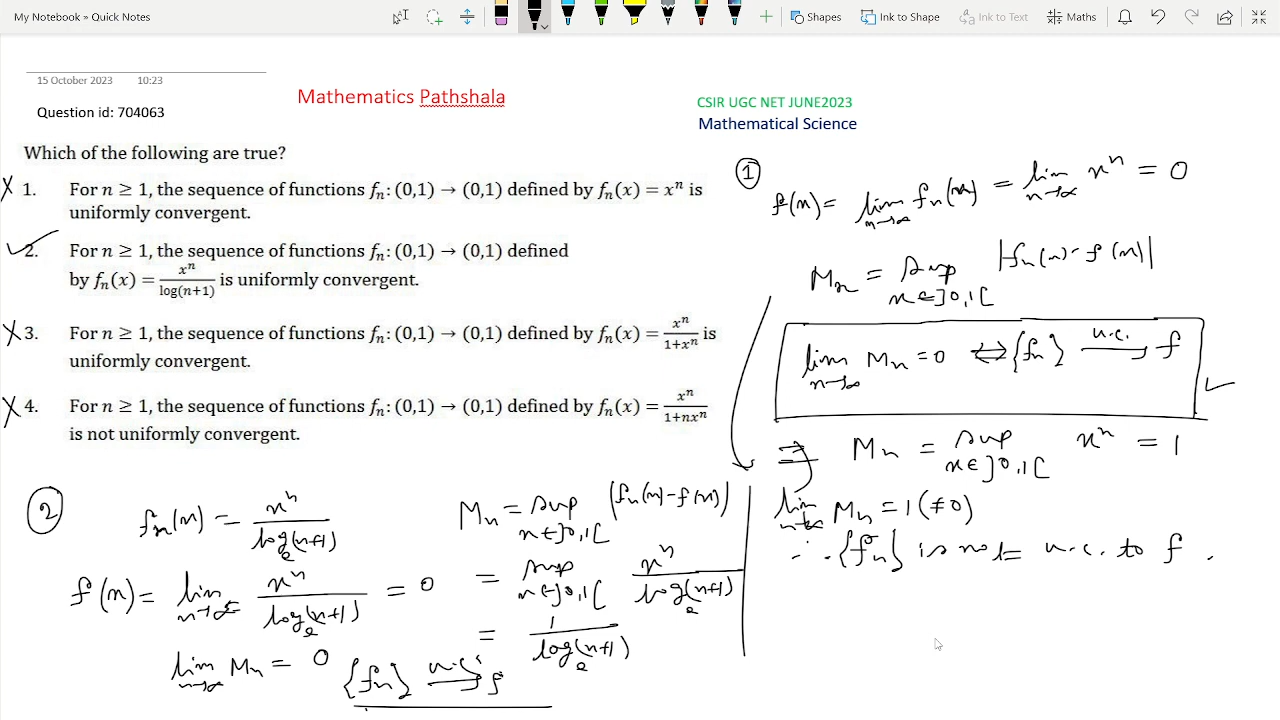 My Notebook » Quick Notes
Shapes
Ink to Shape
Ink to Text
Maths
15 October 2023 10:23
Mathematics Pathshala
CSIR UGC NET JUNE2023
Question id: 704063
Mathematical Science
Which of the following are true?
X 1. For n ≥ 1, the sequence of functions fₙ: (0,1) → (0,1) defined by fₙ(x) = xⁿ is
uniformly convergent.
✓ 2. For n ≥ 1, the sequence of functions fₙ: (0,1) → (0,1) defined
by fₙ(x) = xⁿ/log(n+1) is uniformly convergent.
X 3. For n ≥ 1, the sequence of functions fₙ: (0,1) → (0,1) defined by fₙ(x) = xⁿ/1+xⁿ is
uniformly convergent.
X 4. For n ≥ 1, the sequence of functions fₙ: (0,1) → (0,1) defined by fₙ(x) = xⁿ/1+nxⁿ
is not uniformly convergent.
① f(x) = lim n→∞ fₙ(x) = lim n→∞ xⁿ = 0
Mₙ = Sup x∈]0,1[ |fₙ(x) - f(x)|
lim n→∞ Mₙ = 0 ⇔ {fₙ} u.c. → f ✓
⇒ Mₙ = Sup x∈]0,1[ xⁿ = 1
lim n→∞ Mₙ = 1 (≠0)
∴ {fₙ} is not u.c. to f .
② fₙ(x) = xⁿ/logₑ(n+1)
f(x) = lim n→∞ xⁿ/logₑ(n+1) = 0
Mₙ = Sup x∈]0,1[ |fₙ(x) - f(x)|
= Sup x∈]0,1[ xⁿ/logₑ(n+1)
= 1/logₑ(n+1)
lim n→∞ Mₙ = 0 {fₙ} u.c. → f